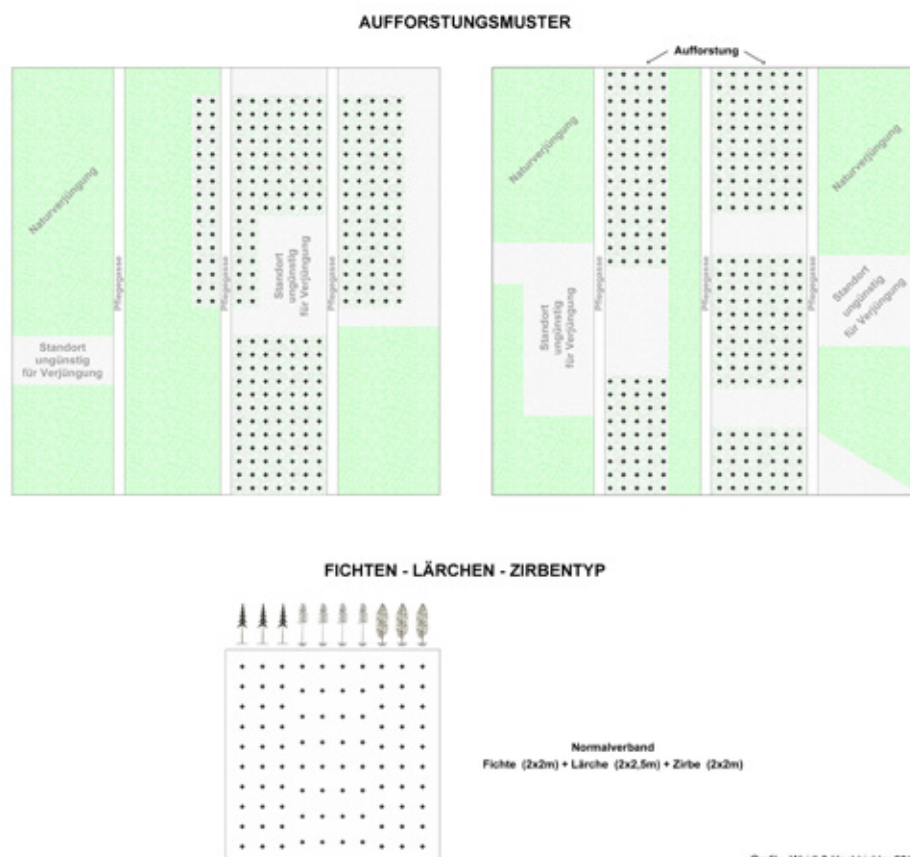 AUFFORSTUNGSMUSTER
Aufforstung
Naturverjüngung
Pflegegasse
Pflegegasse
Standort
ungünstig
für Verjüngung
Pflegegasse
Standort
ungünstig
für Verjüngung
Naturverjüngung
Pflegegasse
Standort
ungünstig
für Verjüngung
Pflegegasse
Pflegegasse
Naturverjüngung
Standort
ungünstig
für Verjüngung
FICHTEN - LÄRCHEN - ZIRBENTYP
Normalverband
Fichte (2x2m) + Lärche (2x2,5m) + Zirbe (2x2m)